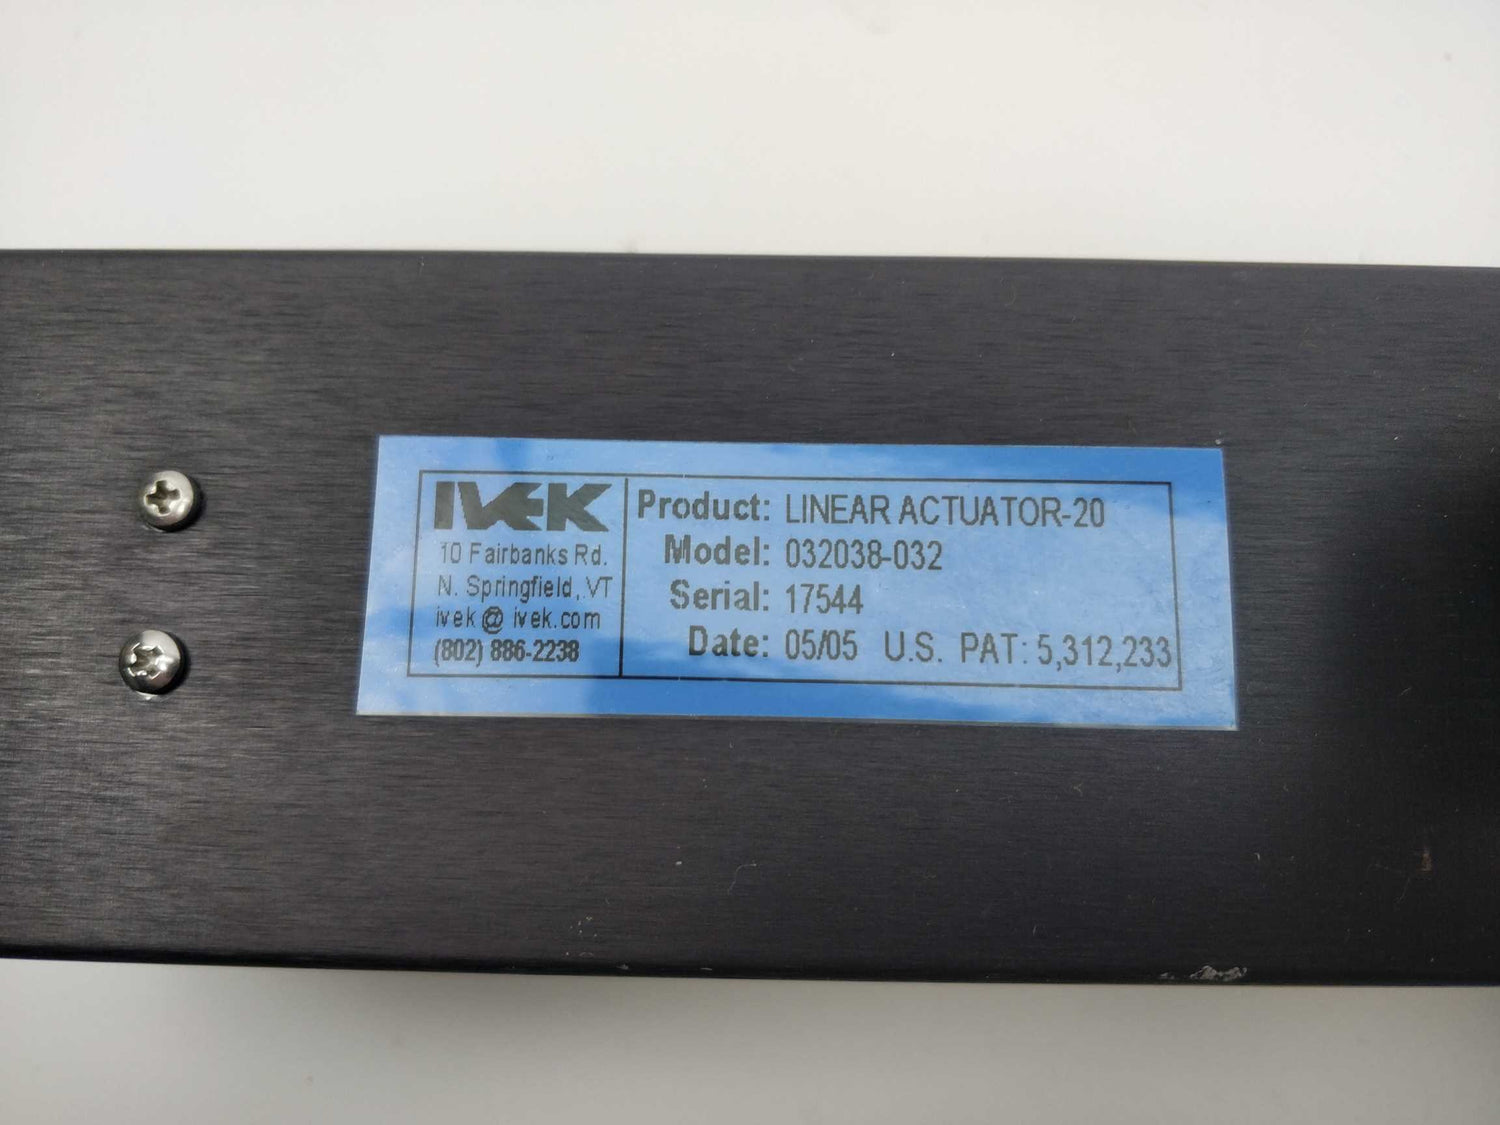 IVEK
10 Fairbanks Rd.
N. Springfield, VT
ivek@ivek.com
(802) 886-2238
Product: LINEAR ACTUATOR-20
Model: 032038-032
Serial: 17544
Date: 05/05 U.S. PAT: 5,312,233